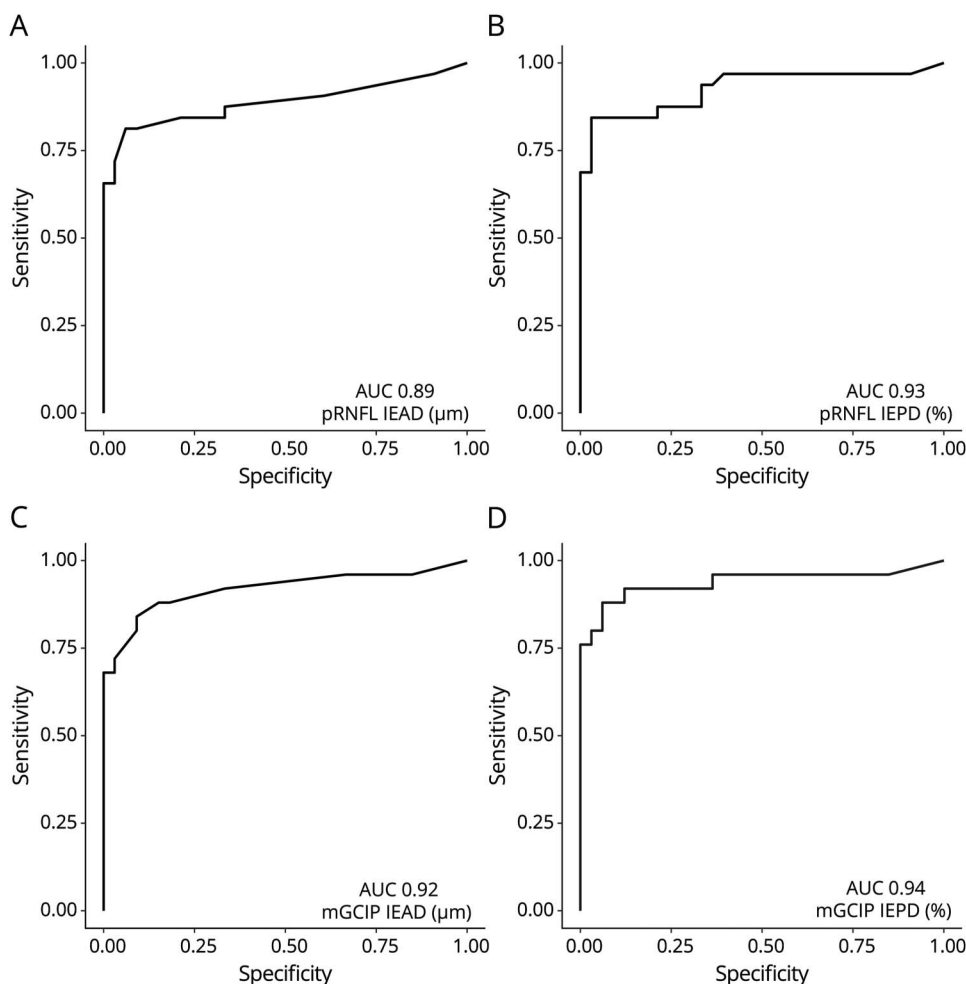 A
1.00
0.75
0.50
0.25
0.00
Sensitivity
AUC 0.89
pRNFL IEAD (µm)
0.00 0.25 0.50 0.75 1.00
Specificity
B
1.00
0.75
0.50
0.25
0.00
Sensitivity
AUC 0.93
pRNFL IEPD (%)
0.00 0.25 0.50 0.75 1.00
Specificity
C
1.00
0.75
0.50
0.25
0.00
Sensitivity
AUC 0.92
mGCIP IEAD (µm)
0.00 0.25 0.50 0.75 1.00
Specificity
D
1.00
0.75
0.50
0.25
0.00
Sensitivity
AUC 0.94
mGCIP IEPD (%)
0.00 0.25 0.50 0.75 1.00
Specificity